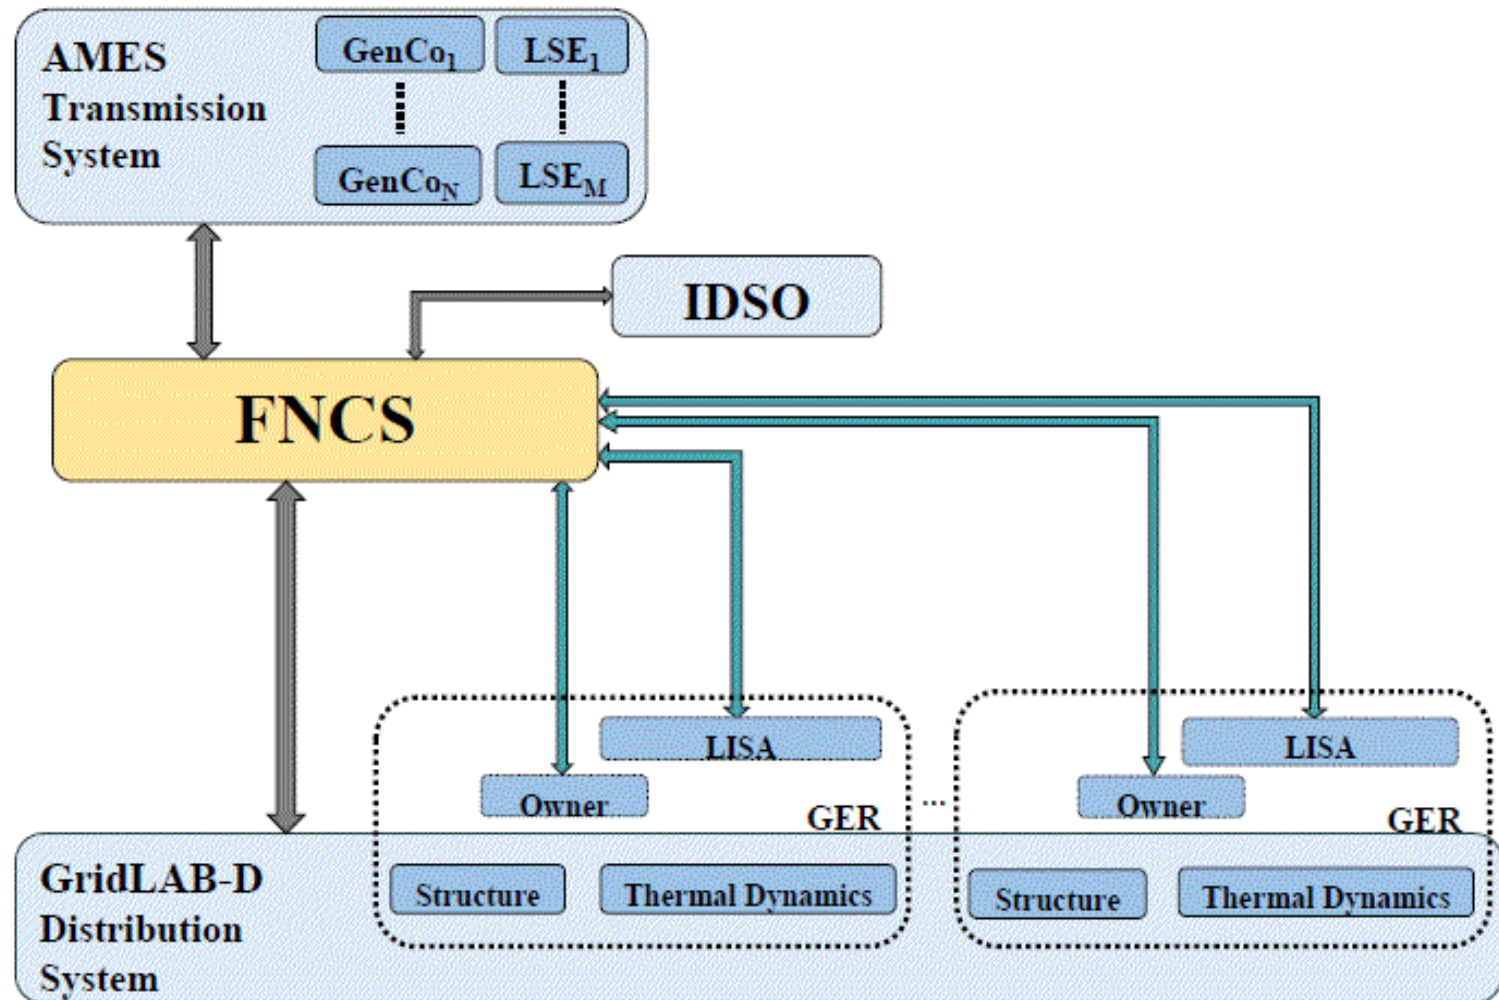 AMES
Transmission
System
GenCo1
LSE1
GenCoN
LSEM
IDSO
FNCS
LISA
Owner
GER
...
LISA
Owner
GER
GridLAB-D
Distribution
System
Structure
Thermal Dynamics
Structure
Thermal Dynamics